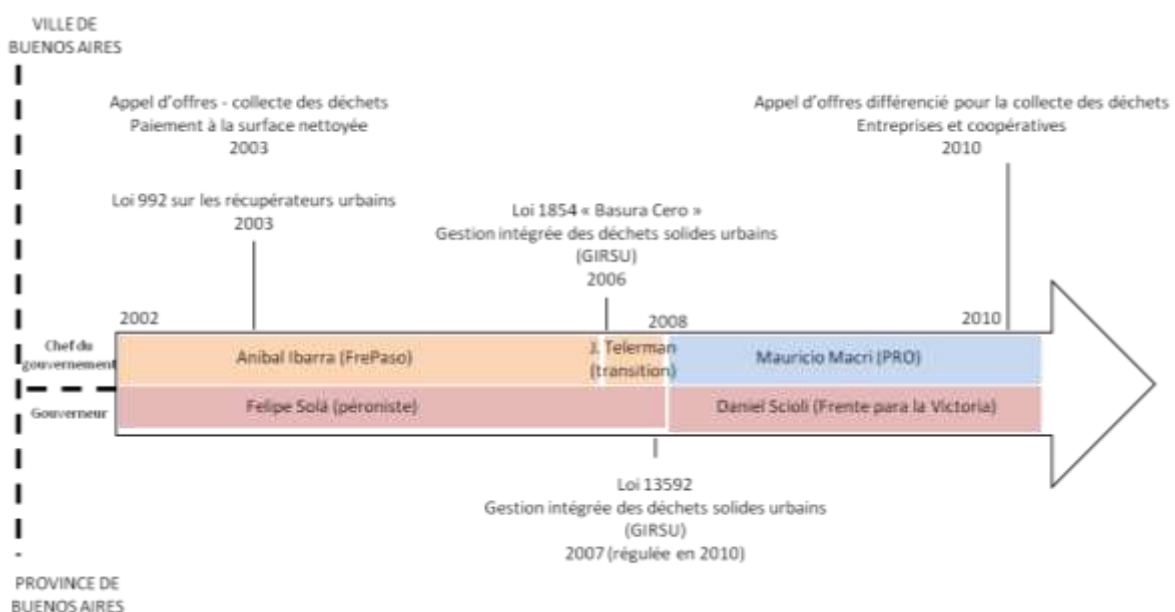 VILLE DE
BUENOS AIRES
Appel d'offres - collecte des déchets
Paiement à la surface nettoyée
2003
Appel d'offres différencié pour la collecte des déchets
Entreprises et coopératives
2010
Loi 992 sur les récupérateurs urbains
2003
Loi 1854 « Basura Cero »
Gestion intégrée des déchets solides urbains
(GIRSU)
2006
2002
2008
2010
Chef du
gouvernement
Anibal Ibarra (FrePaso)
J. Telerman
(transition)
Mauricio Macri (PRO)
Gouverneur
Felipe Solá (péroniste)
Daniel Scioli (Frente para la Victoria)
Loi 13592
Gestion intégrée des déchets solides urbains
(GIRSU)
2007 (régulée en 2010)
PROVINCE DE
BUENOS AIRES